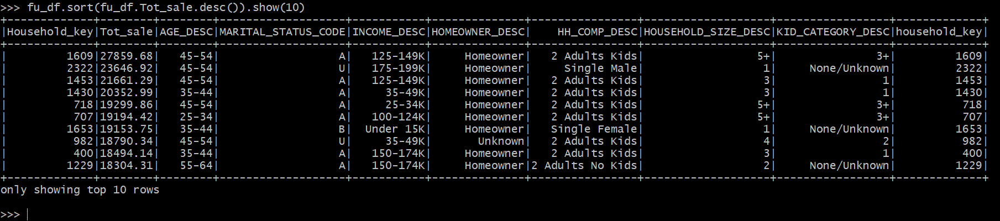 >>> fu_df.sort(fu_df.Tot_sale.desc()).show(10)
+-------------+--------+--------+-------------------+-----------+--------------+----------------+-------------------+-----------------+-------------+
|Household_key|Tot_sale|AGE_DESC|MARITAL_STATUS_CODE|INCOME_DESC|HOMEOWNER_DESC|    HH_COMP_DESC|HOUSEHOLD_SIZE_DESC|KID_CATEGORY_DESC|household_key|
+-------------+--------+--------+-------------------+-----------+--------------+----------------+-------------------+-----------------+-------------+
|         1609|27859.68|   45-54|                  A|   125-149K|     Homeowner|   2 Adults Kids|                 5+|               3+|         1609|
|         2322|23646.92|   45-54|                  U|   175-199K|     Homeowner|     Single Male|                  1|     None/Unknown|         2322|
|         1453|21661.29|   45-54|                  A|   125-149K|     Homeowner|   2 Adults Kids|                  3|                1|         1453|
|         1430|20352.99|   35-44|                  A|     35-49K|     Homeowner|   2 Adults Kids|                  3|                1|         1430|
|          718|19299.86|   45-54|                  A|     25-34K|     Homeowner|   2 Adults Kids|                 5+|               3+|          718|
|          707|19194.42|   25-34|                  A|   100-124K|     Homeowner|   2 Adults Kids|                 5+|               3+|          707|
|         1653|19153.75|   35-44|                  B|  Under 15K|     Homeowner|   Single Female|                  1|     None/Unknown|         1653|
|          982|18790.34|   45-54|                  U|     35-49K|       Unknown|   2 Adults Kids|                  4|                2|          982|
|          400|18494.14|   35-44|                  A|   150-174K|     Homeowner|   2 Adults Kids|                  3|                1|          400|
|         1229|18304.31|   55-64|                  A|   150-174K|     Homeowner|2 Adults No Kids|                  2|     None/Unknown|         1229|
+-------------+--------+--------+-------------------+-----------+--------------+----------------+-------------------+-----------------+-------------+
only showing top 10 rows
>>>